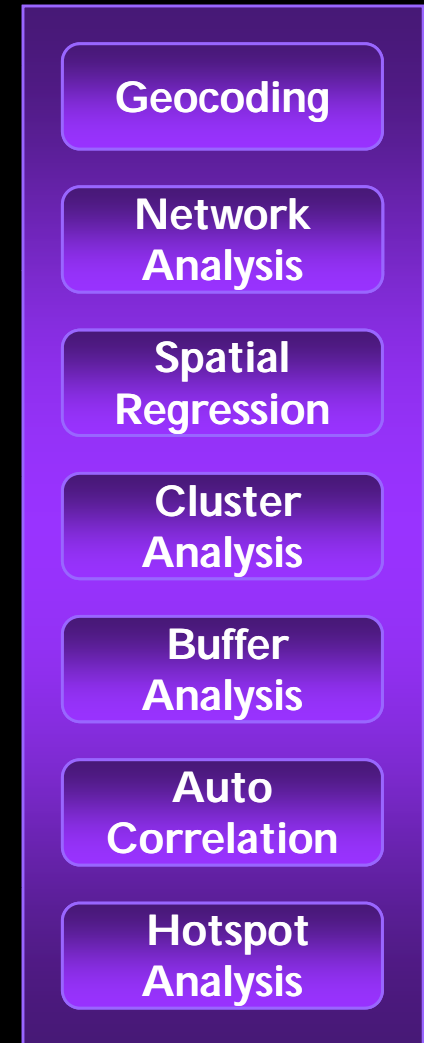 Geocoding
Network
Analysis
Spatial
Regression
Cluster
Analysis
Buffer
Analysis
Auto
Correlation
Hotspot
Analysis